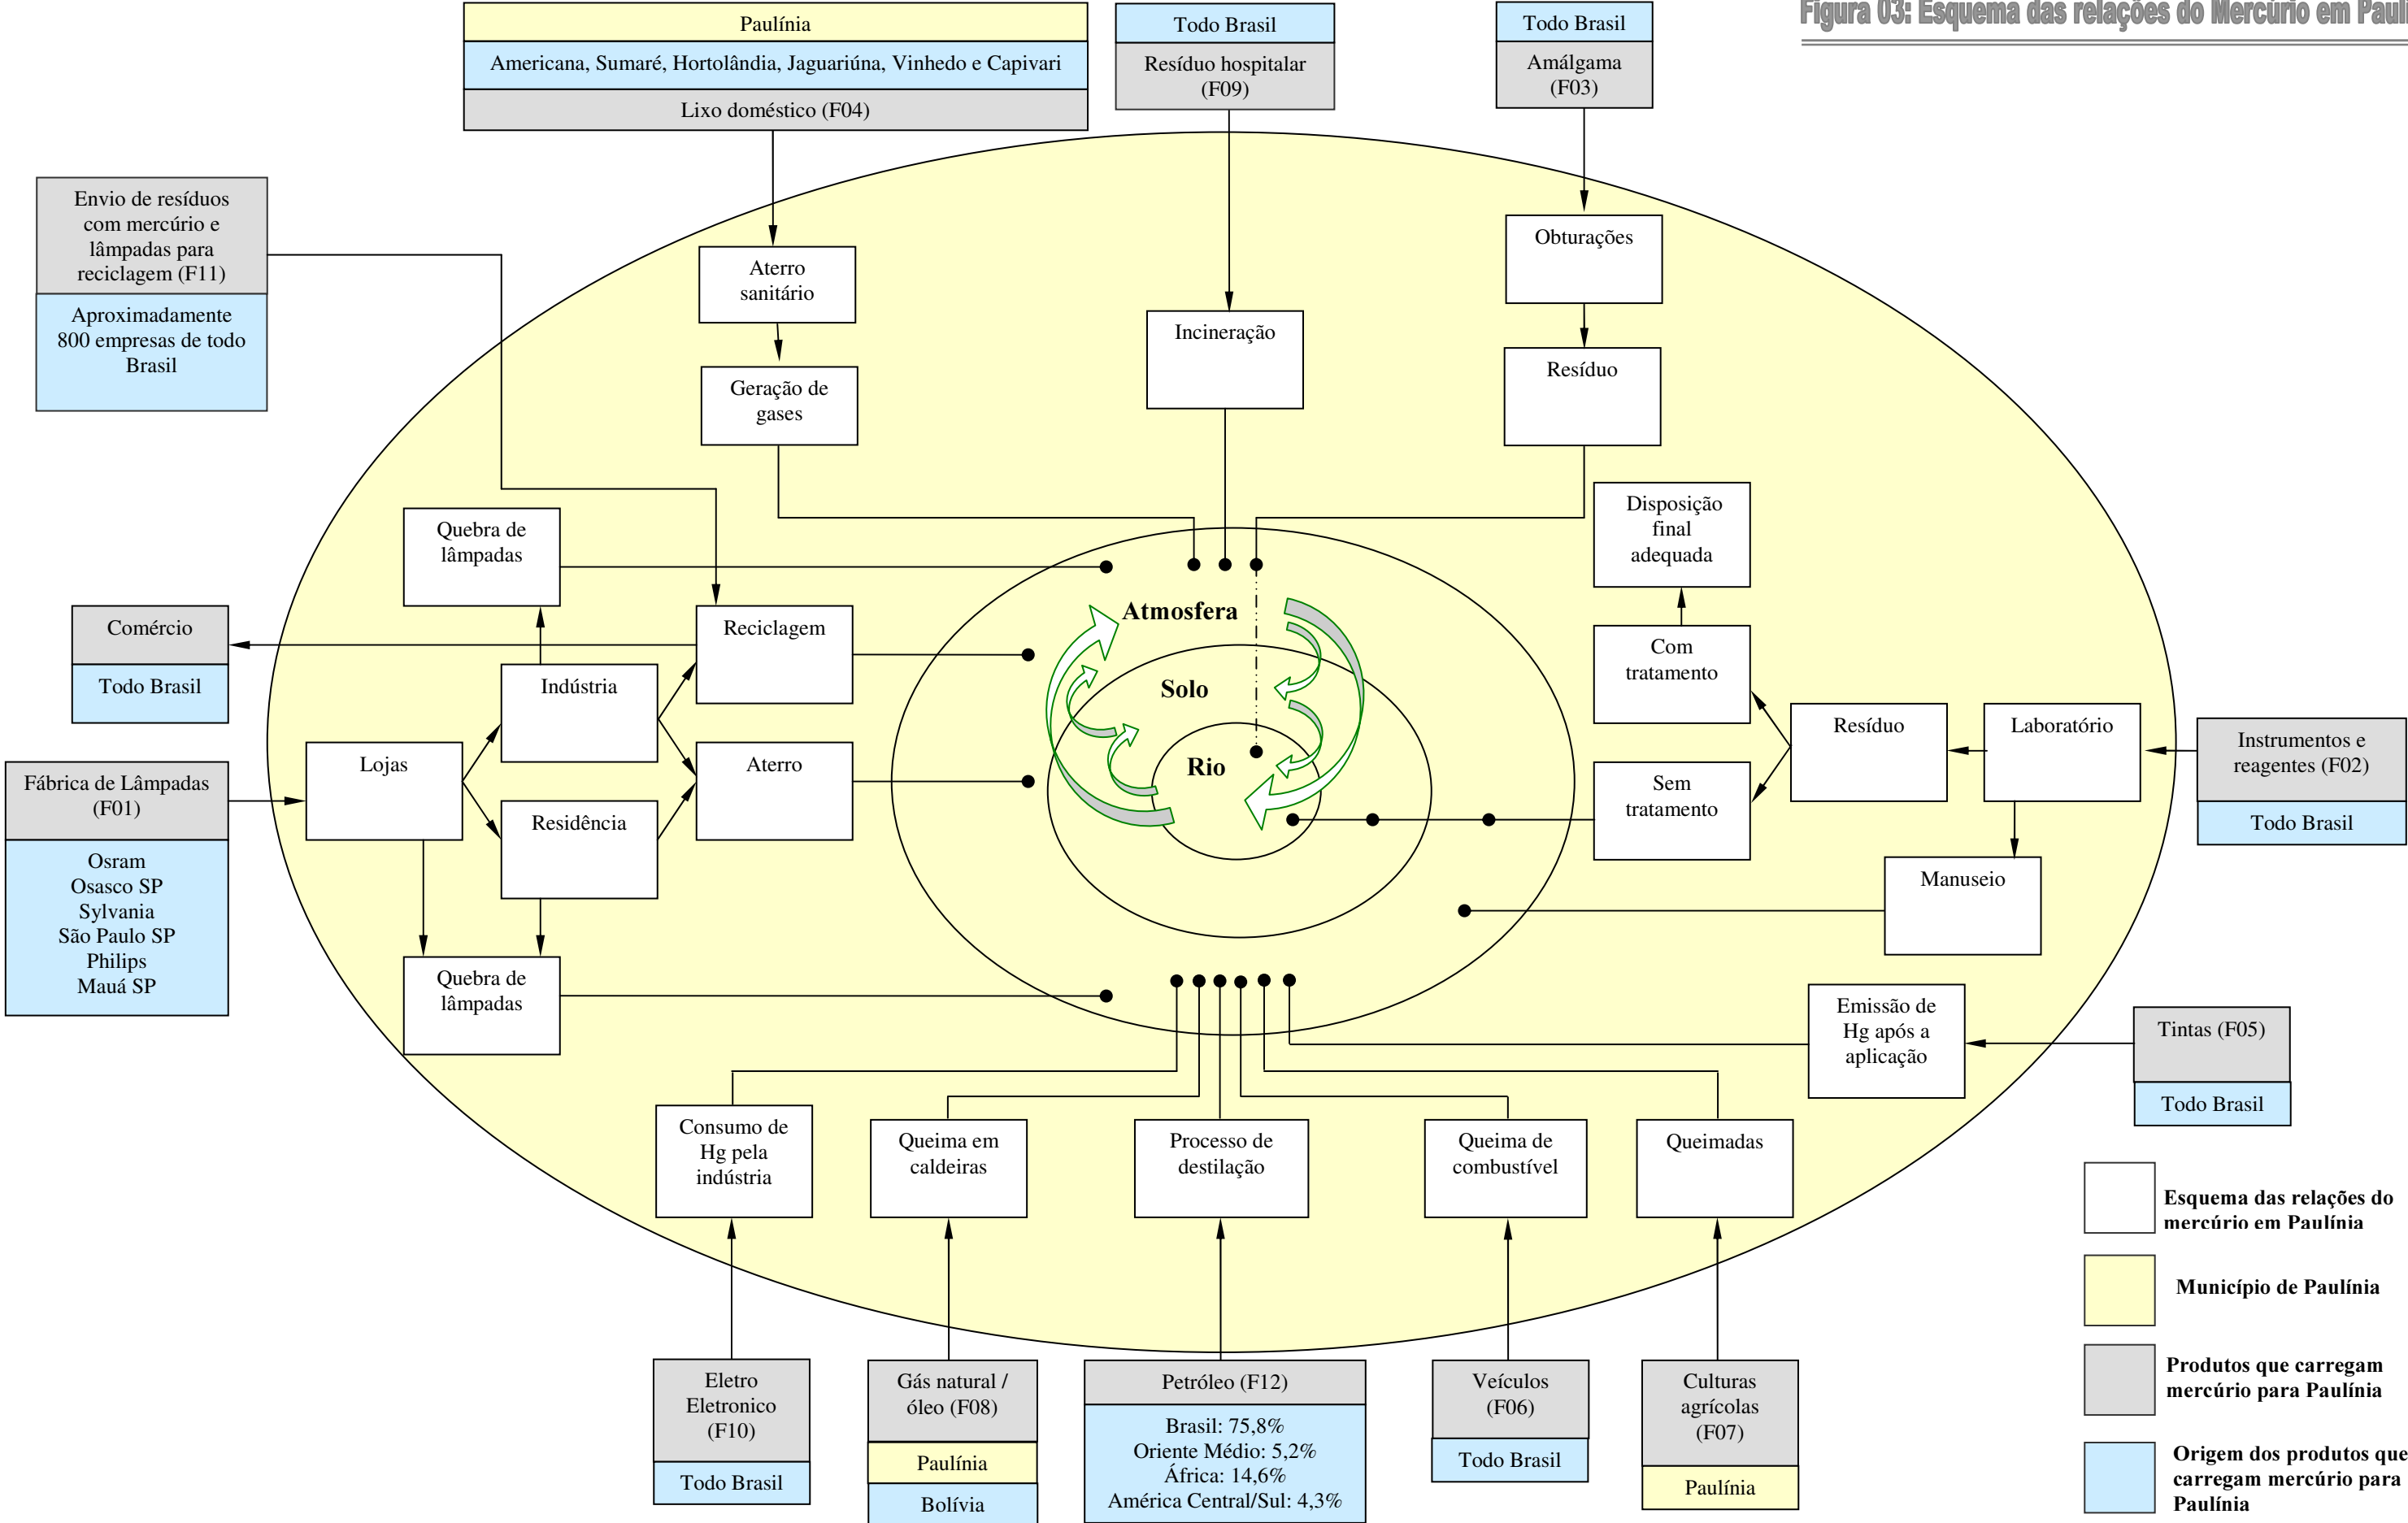 Figura 03: Esquema das relações do Mercúrio em
Paulínia
Americana, Sumaré, Hortolândia, Jaguariúna, Vinhedo e Capivari
Lixo doméstico (F04)
Todo Brasil
Resíduo hospitalar
(F09)
Todo Brasil
Amálgama
(F03)
Envio de resíduos
com mercúrio e
lâmpadas para
reciclagem (F11)
Aproximadamente
800 empresas de todo
Brasil
Aterro
sanitário
Geração de
gases
Incineração
Obturações
Resíduo
Quebra de
lâmpadas
Disposição
final
adequada
Comércio
Todo Brasil
Indústria
Reciclagem
Atmosfera
Solo
Rio
Com
tratamento
Resíduo
Laboratório
Instrumentos e
reagentes (F02)
Todo Brasil
Fábrica de Lâmpadas
(F01)
Osram
Osasco SP
Sylvania
São Paulo SP
Philips
Mauá SP
Lojas
Residência
Aterro
Sem
tratamento
Manuseio
Quebra de
lâmpadas
Emissão de
Hg após a
aplicação
Tintas (F05)
Todo Brasil
Consumo de
Hg pela
indústria
Queima em
caldeiras
Processo de
destilação
Queima de
combustível
Queimadas
Eletro
Eletronico
(F10)
Todo Brasil
Gás natural /
óleo (F08)
Paulínia
Bolívia
Petróleo (F12)
Brasil: 75,8%
Oriente Médio: 5,2%
África: 14,6%
América Central/Sul: 4,3%
Veículos
(F06)
Todo Brasil
Culturas
agrícolas
(F07)
Paulínia
Esquema das relações do
mercúrio em Paulínia
Município de Paulínia
Produtos que carregam
mercúrio para Paulínia
Origem dos produtos que
carregam mercúrio para
Paulínia